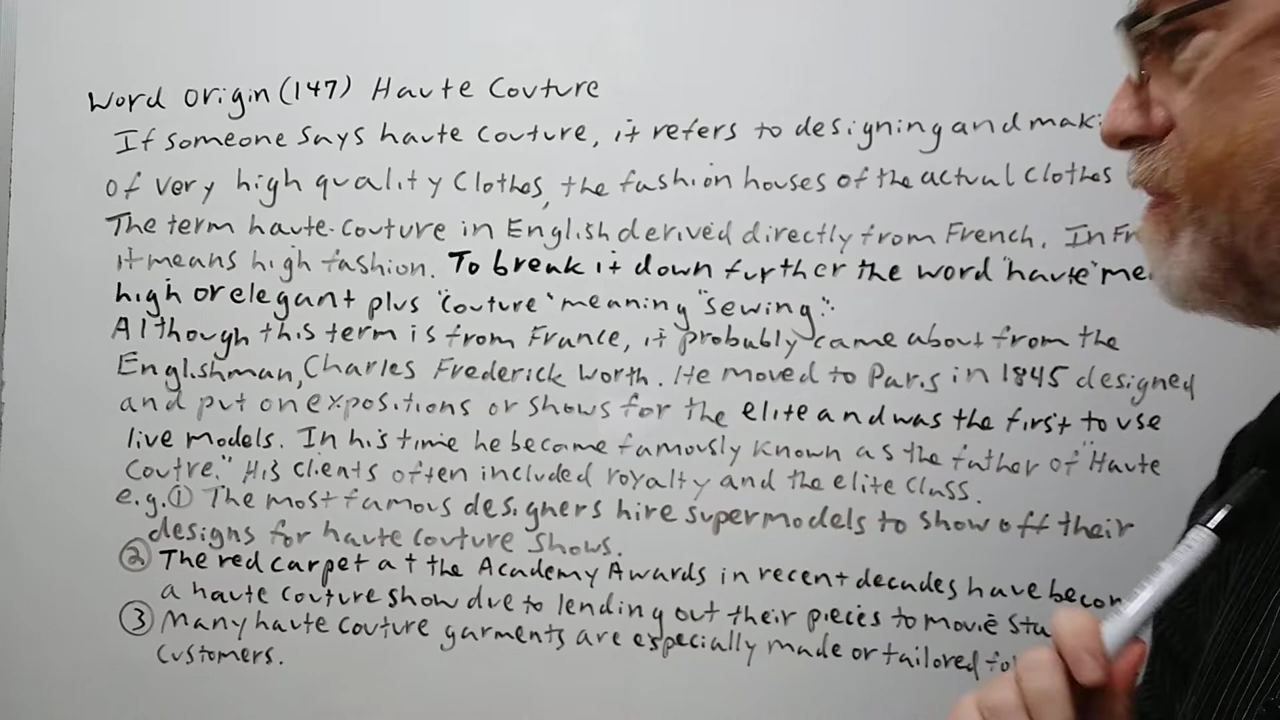 Word Origin (147) Haute Couture
If someone says haute couture, it refers to designing and mak
of very high quality clothes, the fashion houses of the actual clothes
The term haute couture in English derived directly from French. In Fr
it means high fashion. To break it down further the word "haute" me
high or elegant plus "couture" meaning "sewing".
Although this term is from France, it probably came about from the
Englishman, Charles Frederick Worth. He moved to Paris in 1845 designed
and put on expositions or shows for the elite and was the first to use
live models. In his time he became famously known as the father of "Haute
Coutre." His clients often included royalty and the elite class.
e.g. ① The most famous designers hire supermodels to show off their
designs for haute couture shows.
② The red carpet at the Academy Awards in recent decades have becom
a haute couture show due to lending out their pieces to movie sta
③ Many haute couture garments are especially made or tailored fo
customers.